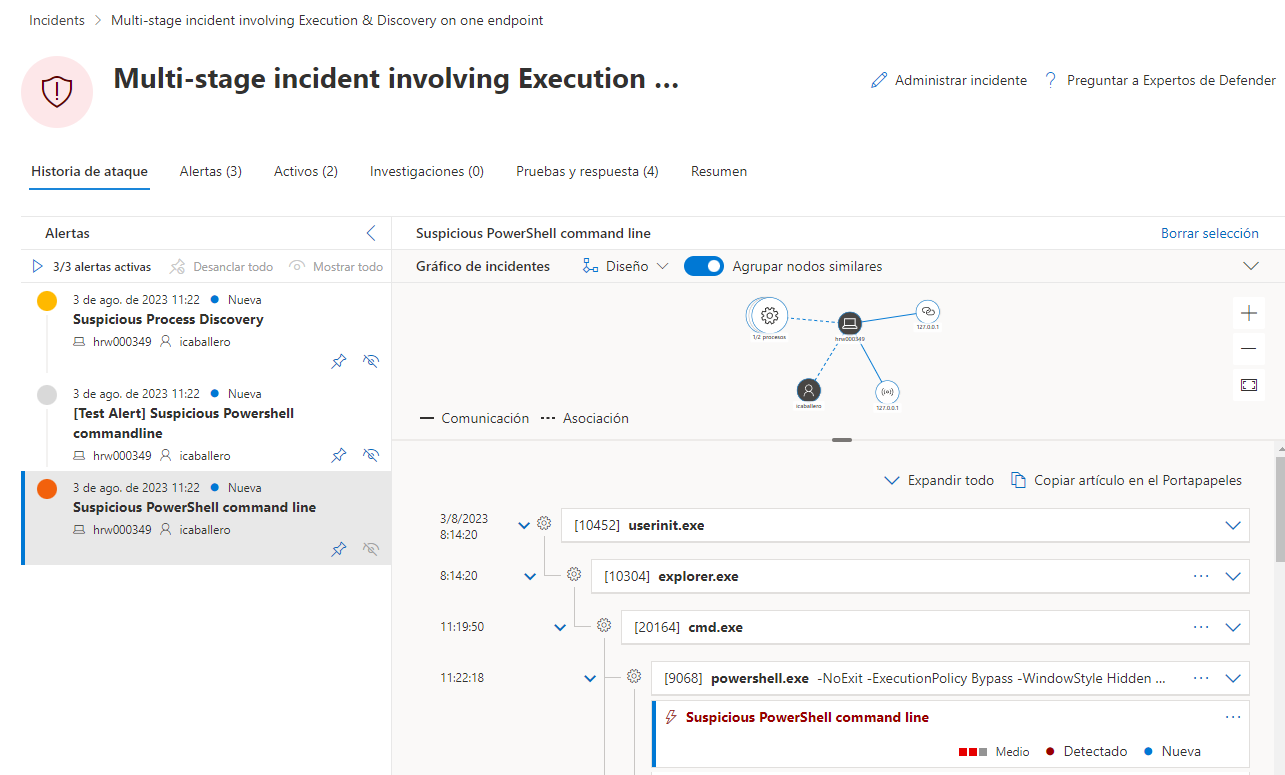 Incidents > Multi-stage incident involving Execution & Discovery on one endpoint
Multi-stage incident involving Execution ...
Administrar incidente
? Preguntar a Expertos de Defender
Historia de ataque
Alertas (3)
Activos (2)
Investigaciones (0)
Pruebas y respuesta (4)
Resumen
Alertas
3/3 alertas activas
Desanclar todo
Mostrar todo
3 de ago. de 2023 11:22 • Nueva
Suspicious Process Discovery
hrw000349 icaballero
3 de ago. de 2023 11:22 • Nueva
[Test Alert] Suspicious Powershell
commandline
hrw000349 icaballero
3 de ago. de 2023 11:22 • Nueva
Suspicious PowerShell command line
hrw000349 icaballero
Suspicious PowerShell command line
Borrar selección
Gráfico de incidentes
Diseño
Agrupar nodos similares
1/2 procesos
hrw000349
127.0.0.1
icaballero
127.0.0.1
Comunicación
Asociación
Expandir todo
Copiar artículo en el Portapapeles
3/8/2023
8:14:20
[10452] userinit.exe
8:14:20
[10304] explorer.exe
11:19:50
[20164] cmd.exe
11:22:18
[9068] powershell.exe -NoExit -ExecutionPolicy Bypass -WindowStyle Hidden ...
Suspicious PowerShell command line
Medio • Detectado • Nueva